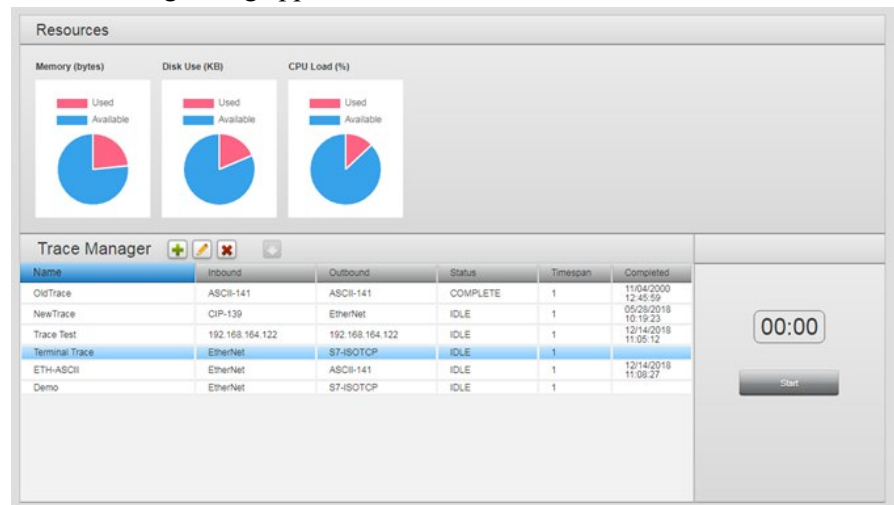 Resources
Memory (bytes) Disk Use (KB) CPU Load (%)
Used Used Used
Available Available Available
Trace Manager
Name Inbound Outbound Status Timespan Completed
OldTrace ASCII-141 ASCII-141 COMPLETE 1 11/04/2000
12:45:59
NewTrace CIP-139 EtherNet IDLE 1 05/28/2018
10:19:23
Trace Test 192.168.164.122 192.168.164.122 IDLE 1 12/14/2018
11:05:12
Terminal Trace EtherNet S7-ISOTCP IDLE 1
ETH-ASCII EtherNet ASCII-141 IDLE 1 12/14/2018
11:08:27
Demo EtherNet S7-ISOTCP IDLE 1
00:00
Start